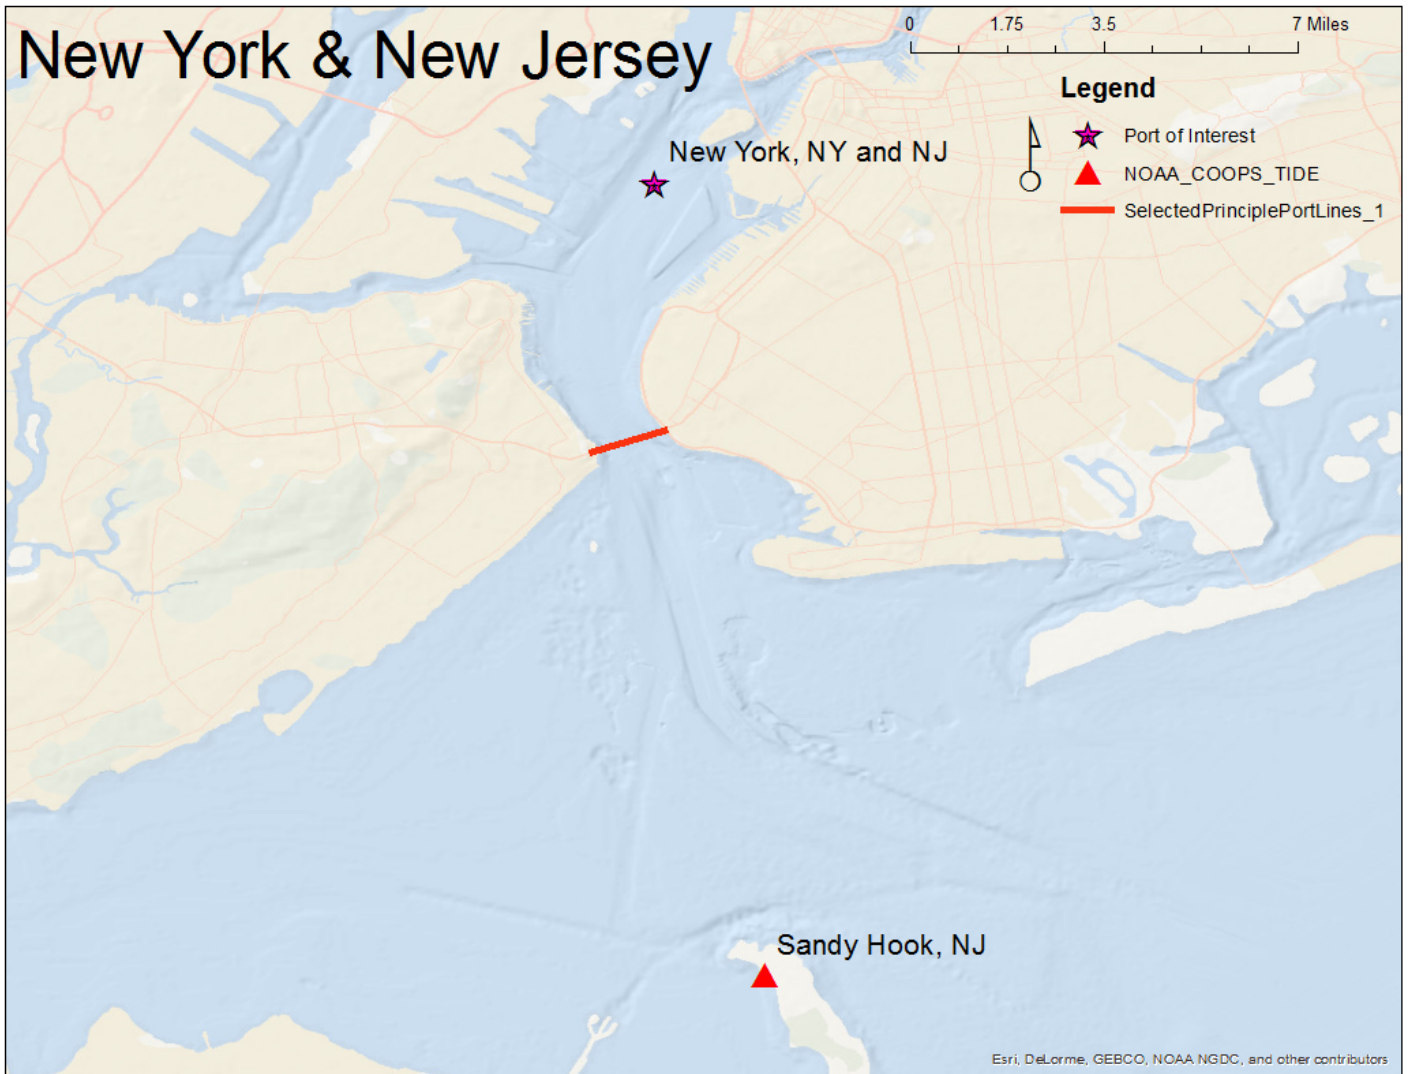 New York & New Jersey
0 1.75 3.5 7 Miles
Legend
Port of Interest
NOAA_COOPS_TIDE
SelectedPrinciplePortLines_1
New York, NY and NJ
Sandy Hook, NJ
Esri, DeLorme, GEBCO, NOAA NGDC, and other contributors